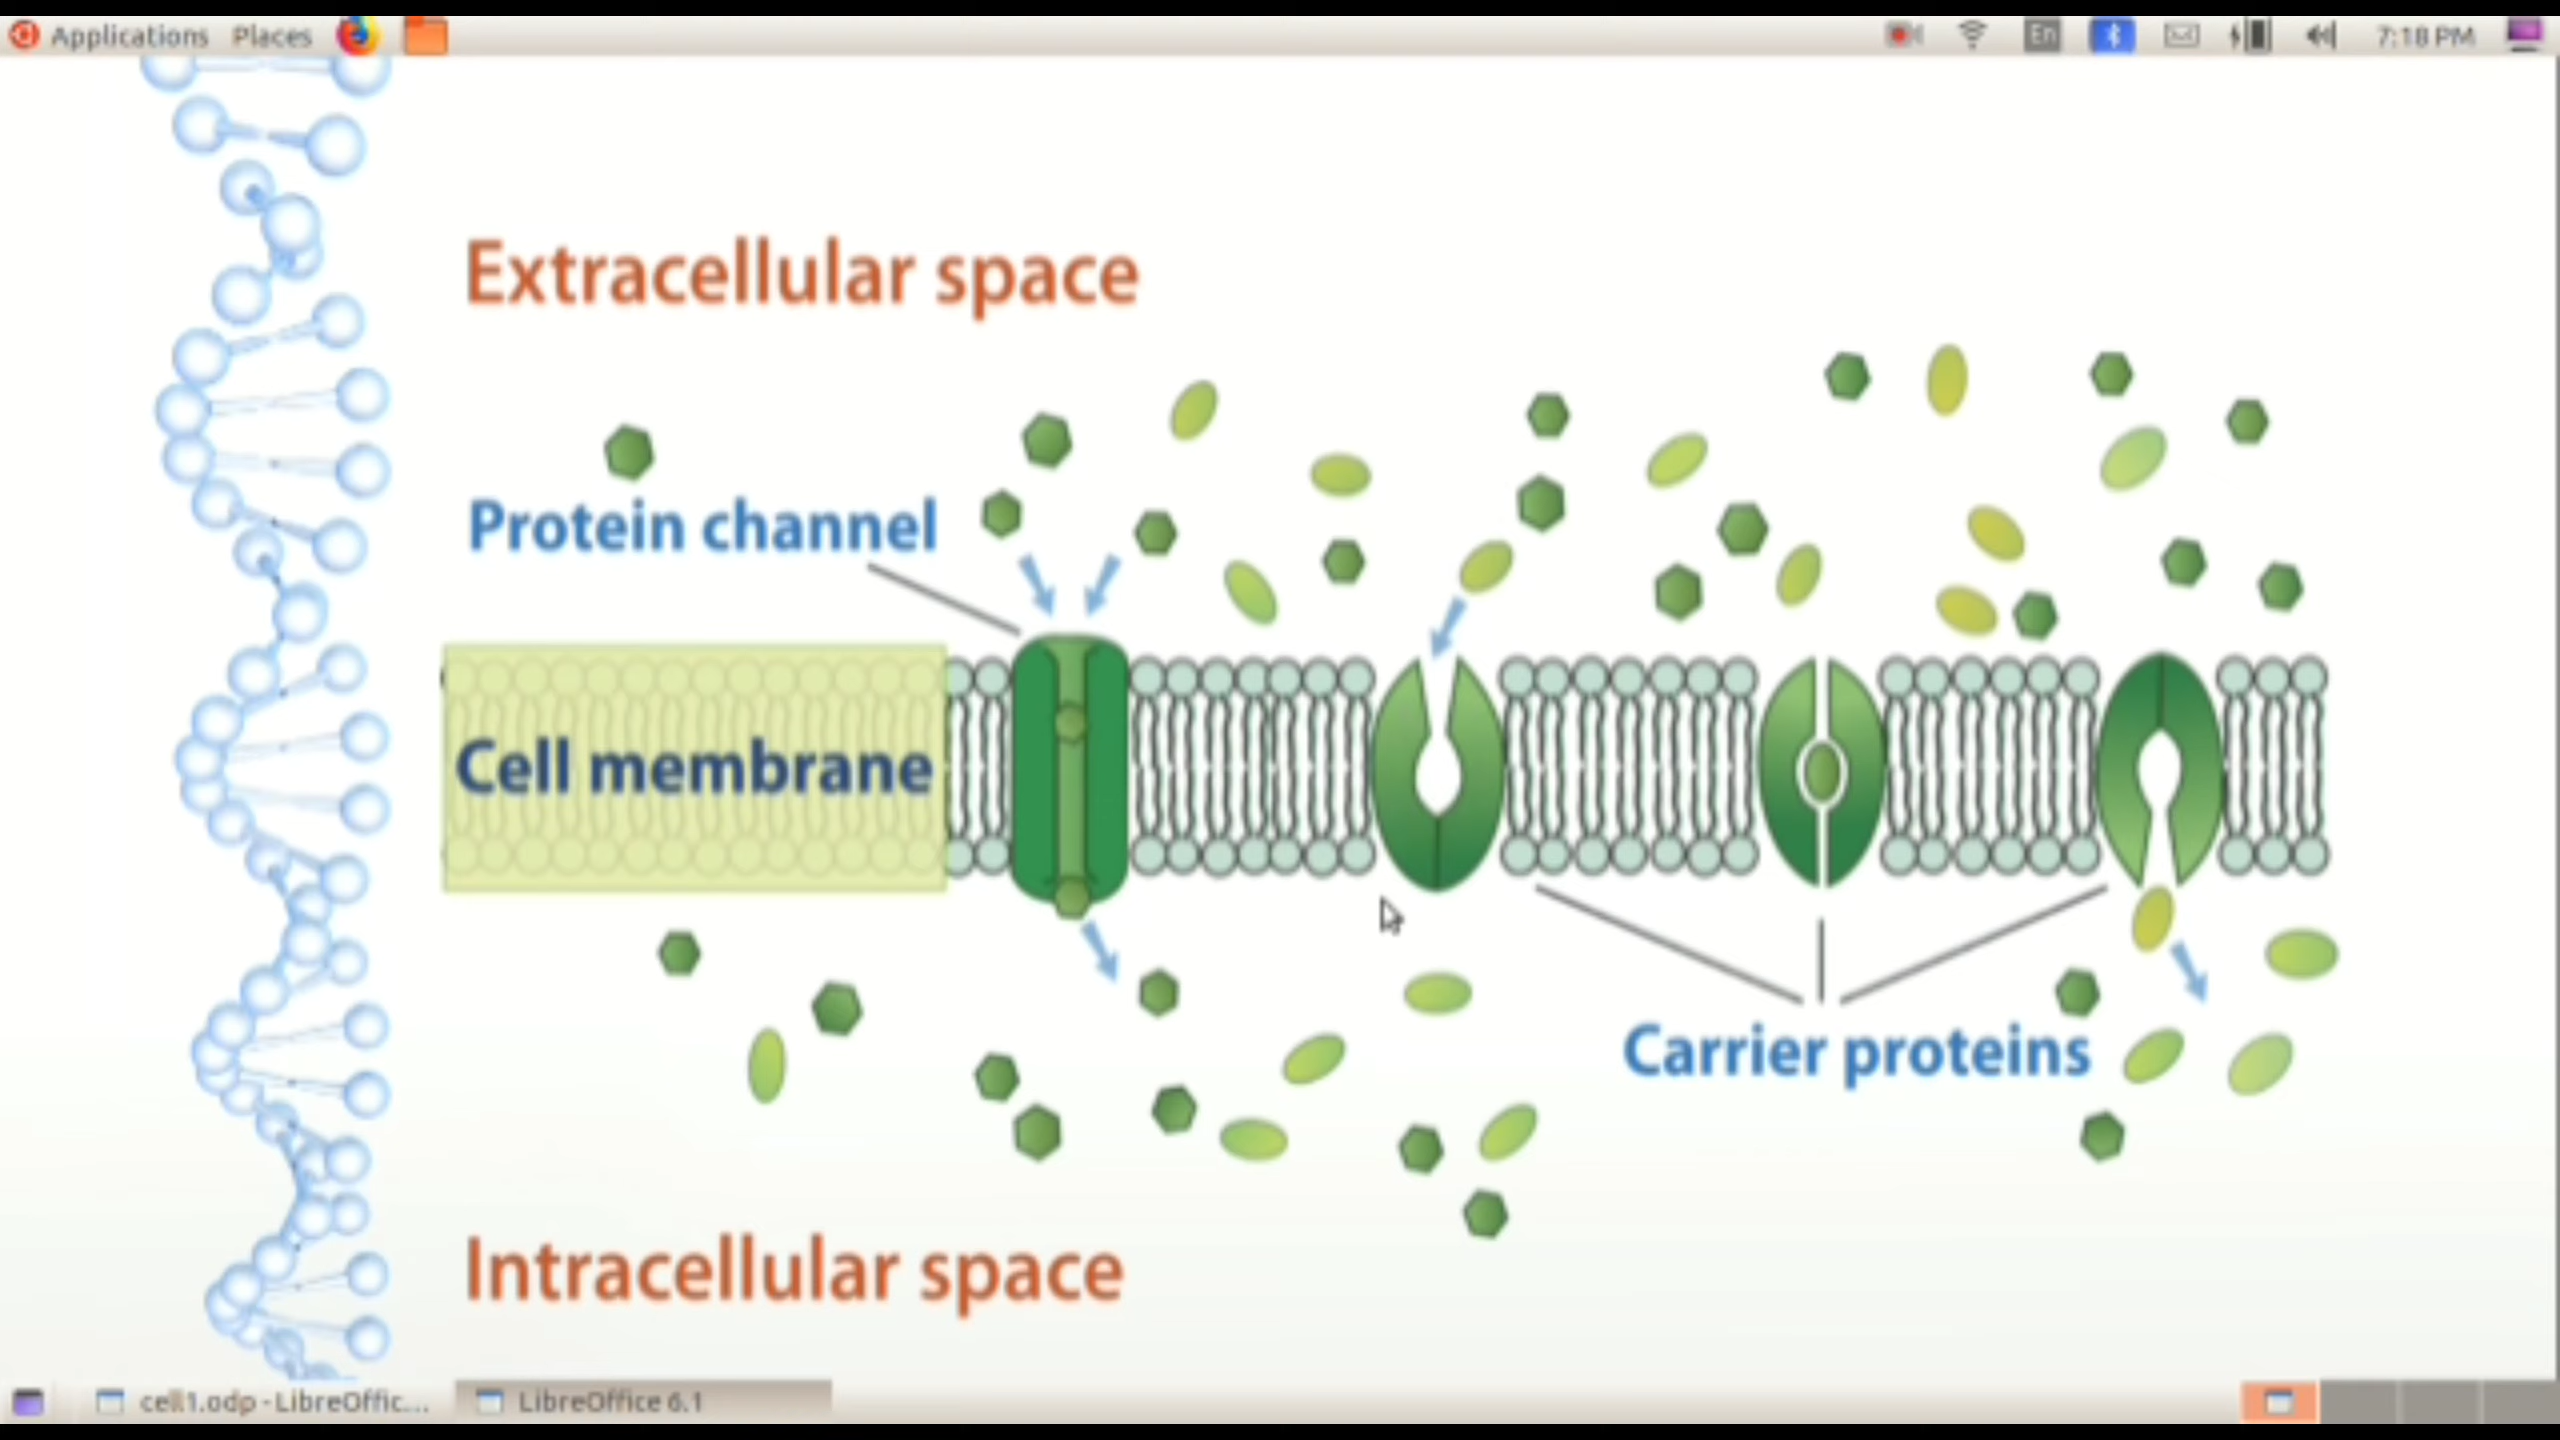 Applications Places
En
7:18 PM
Extracellular space
Protein channel
Cell membrane
Carrier proteins
Intracellular space
cell1.odp - LibreOffic...
LibreOffice 6.1